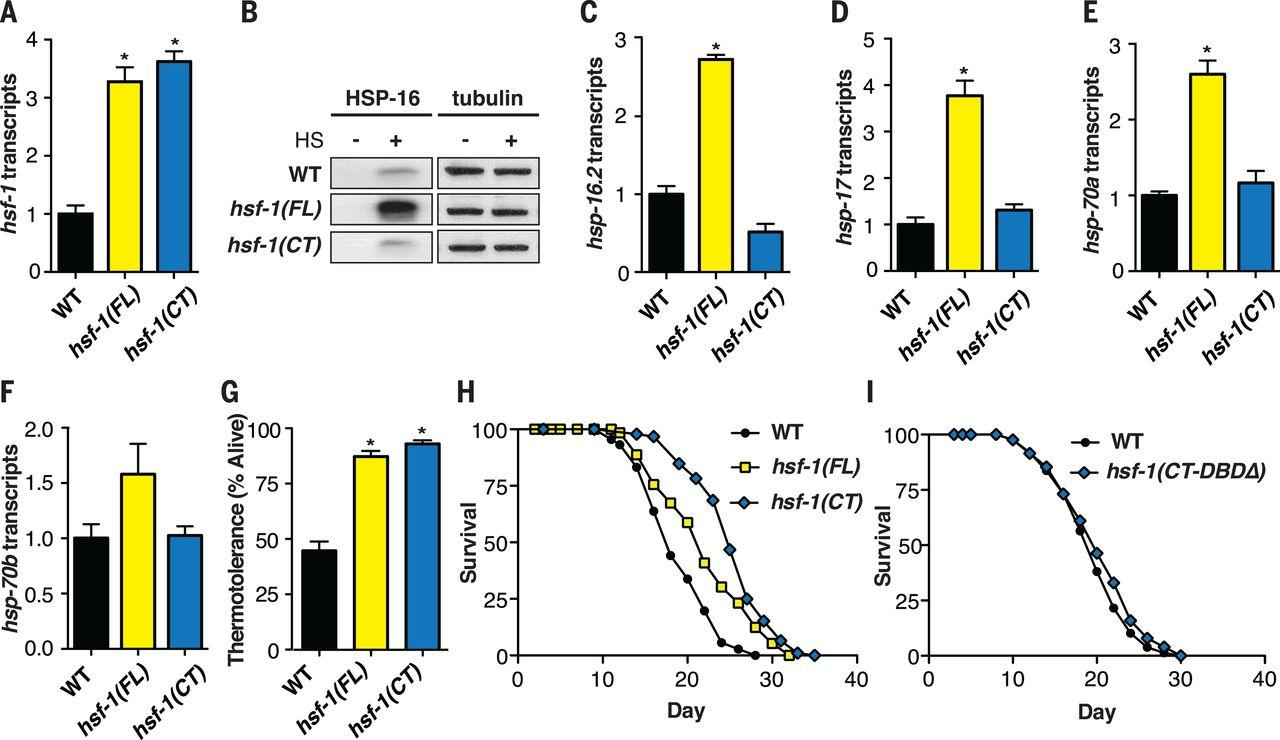 A
hsf-1 transcripts
4
3
2
1
0
*
*
WT
hsf-1(FL)
hsf-1(CT)
B
HSP-16 tubulin
HS - + - +
WT
hsf-1(FL)
hsf-1(CT)
C
hsp-16.2 transcripts
3
2
1
0
*
WT
hsf-1(FL)
hsf-1(CT)
D
hsp-17 transcripts
5
4
3
2
1
0
*
WT
hsf-1(FL)
hsf-1(CT)
E
hsp-70a transcripts
3
2
1
0
*
WT
hsf-1(FL)
hsf-1(CT)
F
hsp-70b transcripts
2.0
1.5
1.0
0.5
0.0
WT
hsf-1(FL)
hsf-1(CT)
G
Thermotolerance (% Alive)
100
75
50
25
0
*
*
WT
hsf-1(FL)
hsf-1(CT)
H
Survival
100
75
50
25
0
WT
hsf-1(FL)
hsf-1(CT)
0 10 20 30 40
Day
I
Survival
100
75
50
25
0
WT
hsf-1(CT-DBDΔ)
0 10 20 30 40
Day